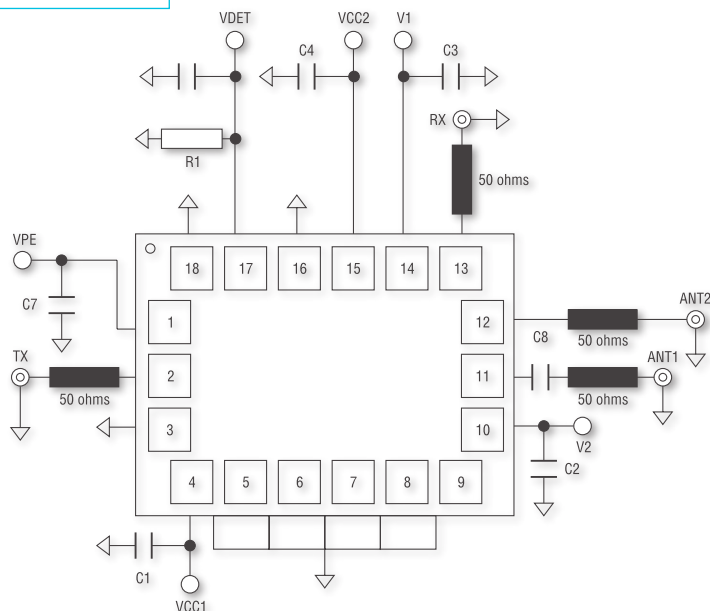 VDET
VCC2
V1
C4
C3
RX
R1
50 ohms
VPE
18
17
16
15
14
13
C7
1
12
ANT2
C8
50 ohms
TX
2
11
ANT1
50 ohms
50 ohms
3
10
V2
C2
4
5
6
7
8
9
C1
VCC1